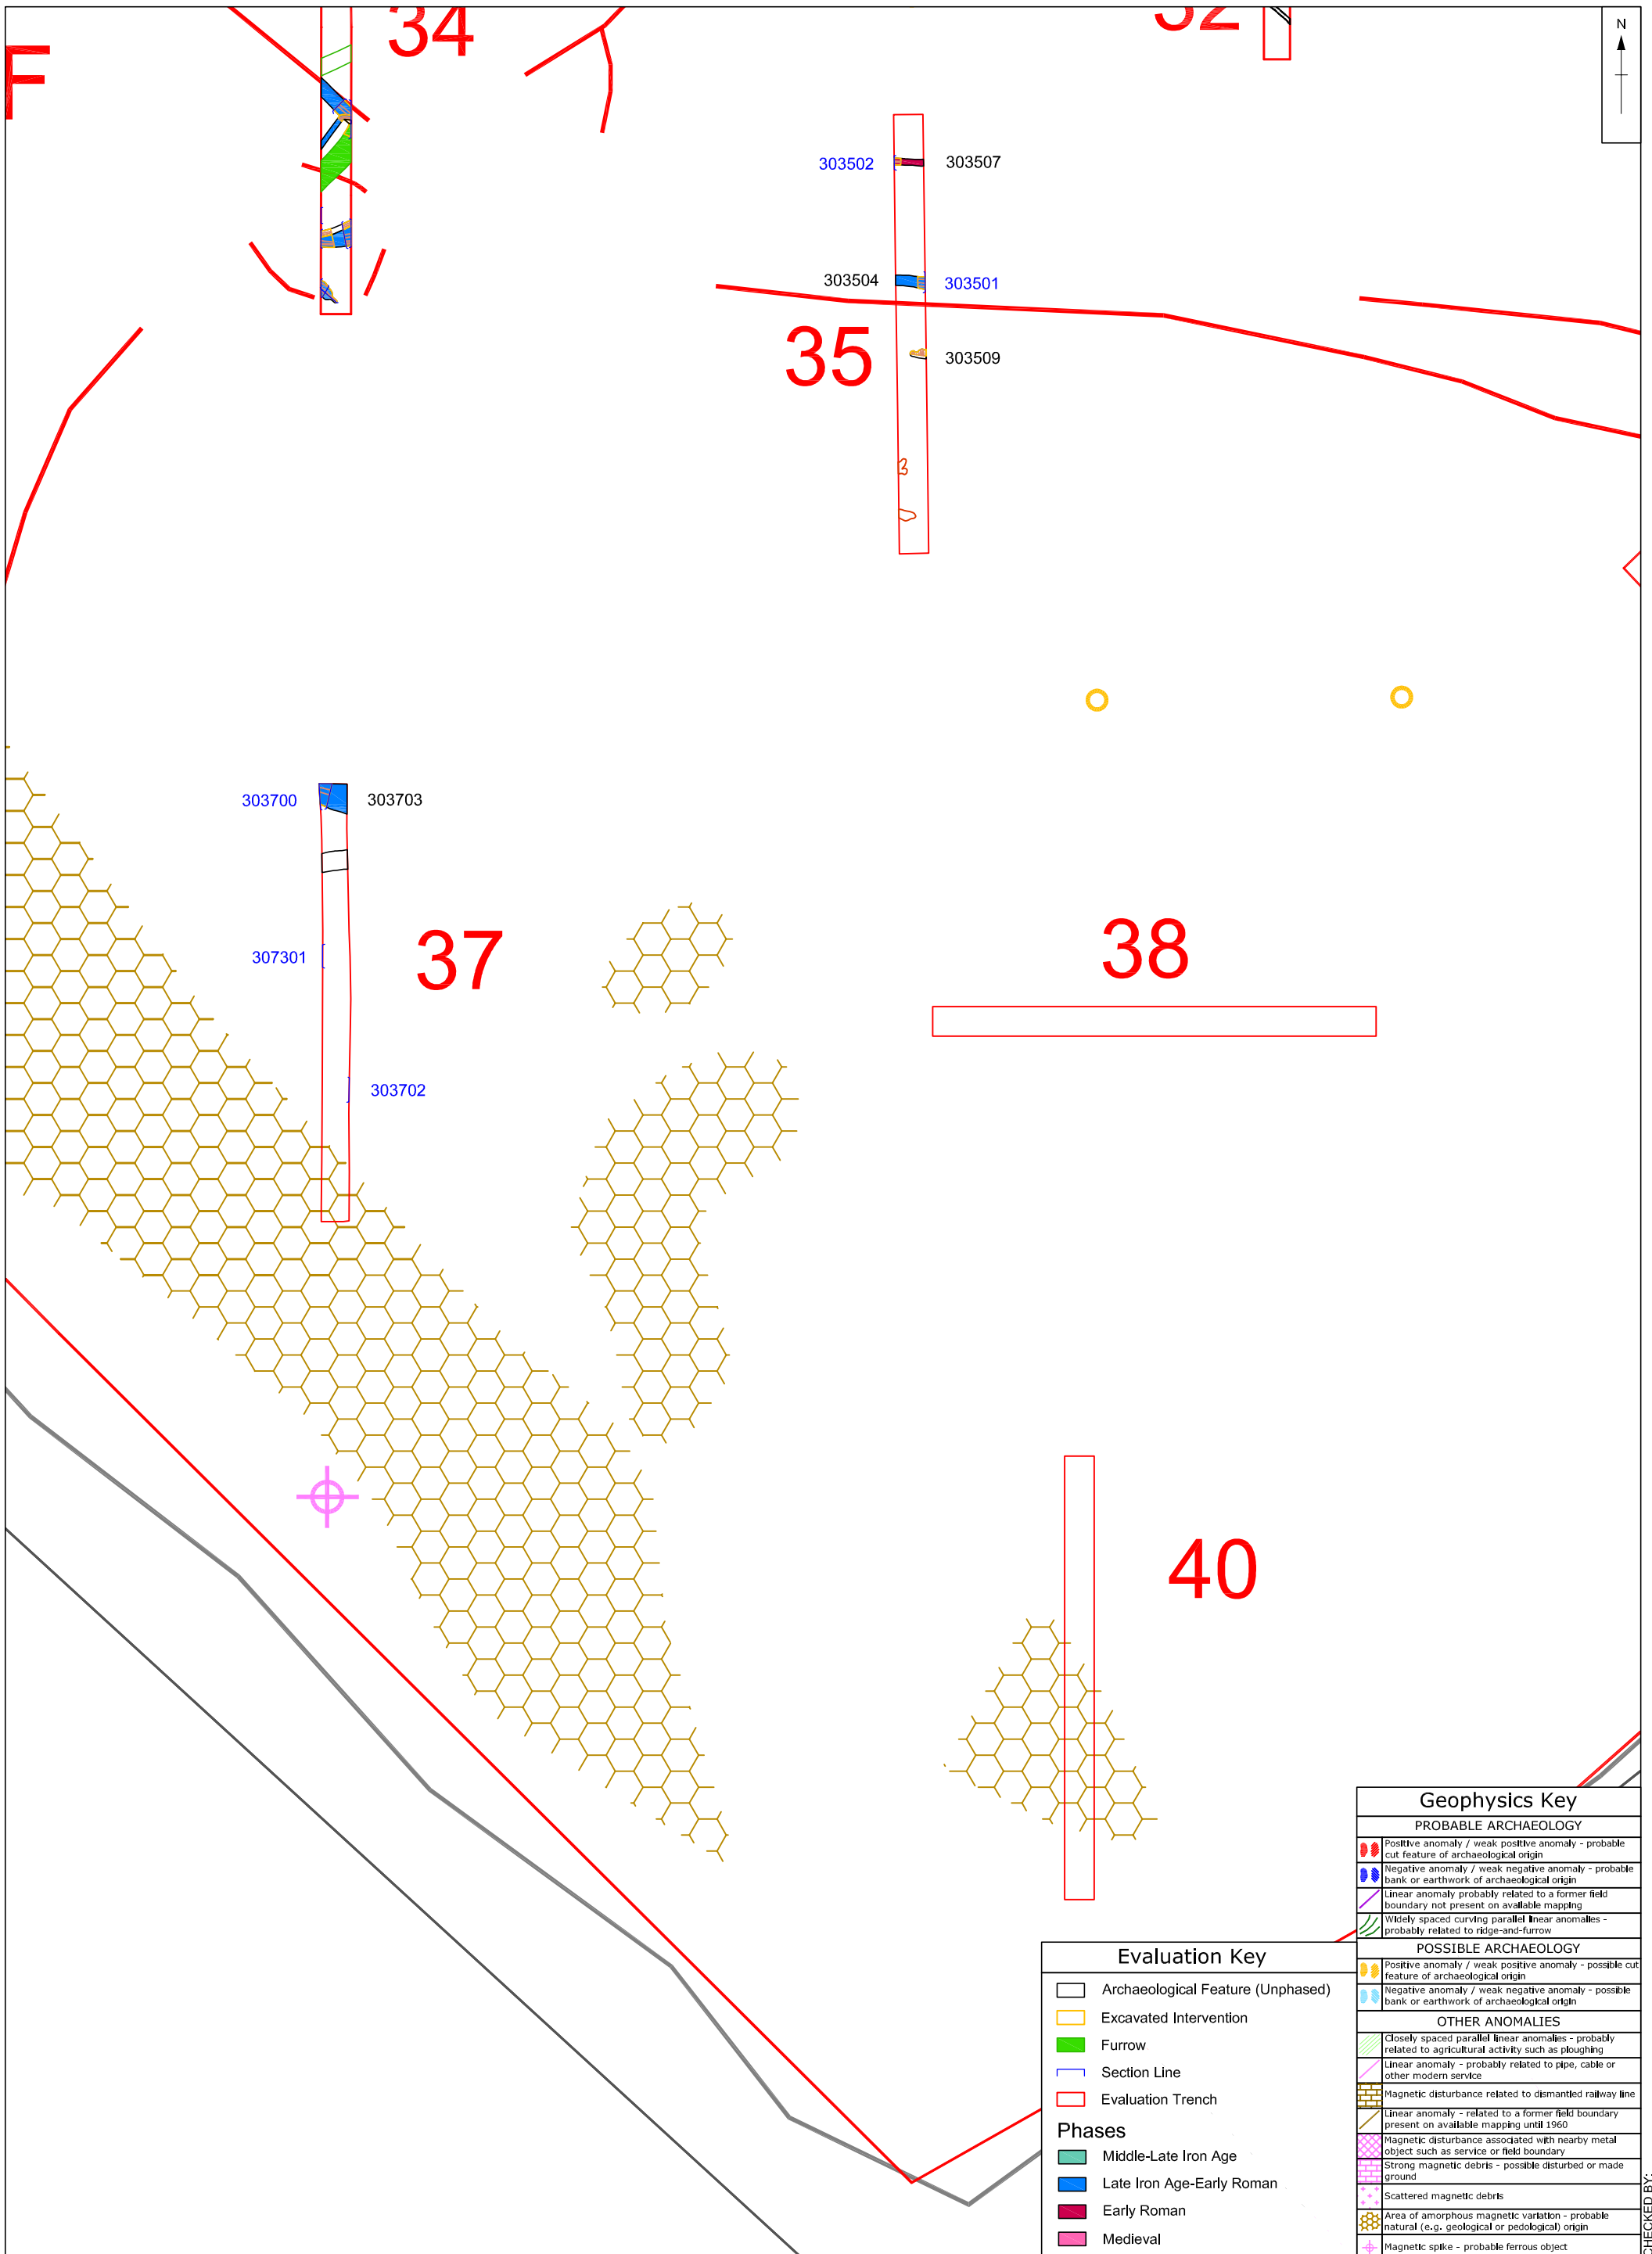 34
32
F
N
303502
303507
303504
303501
35
303509
303700
303703
37
38
307301
303702
40
Evaluation Key
Archaeological Feature (Unphased)
Excavated Intervention
Furrow
Section Line
Evaluation Trench
Phases
Middle-Late Iron Age
Late Iron Age-Early Roman
Early Roman
Medieval
Geophysics Key
PROBABLE ARCHAEOLOGY
Positive anomaly / weak positive anomaly - probable
cut feature of archaeological origin
Negative anomaly / weak negative anomaly - probable
bank or earthwork of archaeological origin
Linear anomaly probably related to a former field
boundary not present on available mapping
Widely spaced curving parallel linear anomalies -
probably related to ridge-and-furrow
POSSIBLE ARCHAEOLOGY
Positive anomaly / weak positive anomaly - possible cut
feature of archaeological origin
Negative anomaly / weak negative anomaly - possible
bank or earthwork of archaeological origin
OTHER ANOMALIES
Closely spaced parallel linear anomalies - probably
related to agricultural activity such as ploughing
Linear anomaly - probably related to pipe, cable or
other modern service
Magnetic disturbance related to dismantled railway line
Linear anomaly - related to a former field boundary
present on available mapping until 1960
Magnetic disturbance associated with nearby metal
object such as service or field boundary
Strong magnetic debris - possible disturbed or made
ground
Scattered magnetic debris
Area of amorphous magnetic variation - probable
natural (e.g. geological or pedological) origin
Magnetic spike - probable ferrous object
CHECKED BY: